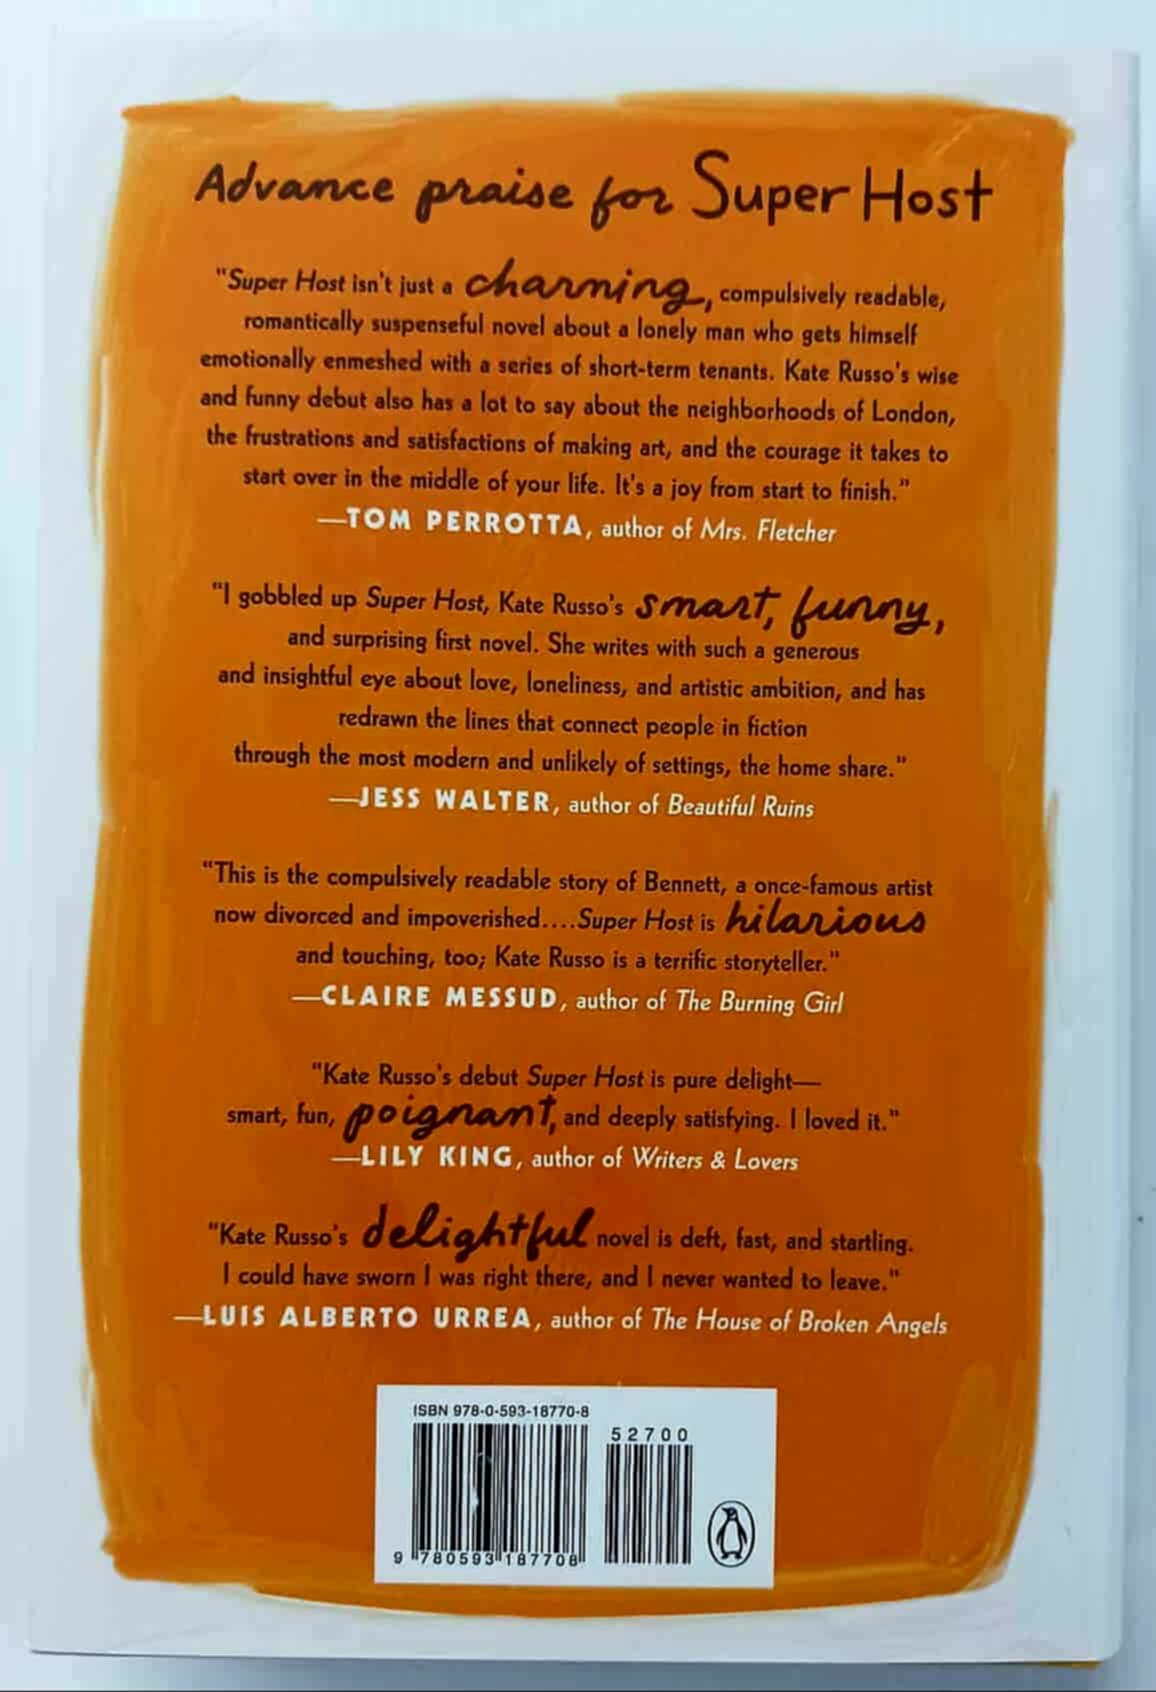 Advance praise for Super Host
"Super Host isn't just a charming, compulsively readable,
romantically suspenseful novel about a lonely man who gets himself
emotionally enmeshed with a series of short-term tenants. Kate Russo's wise
and funny debut also has a lot to say about the neighborhoods of London,
the frustrations and satisfactions of making art, and the courage it takes to
start over in the middle of your life. It's a joy from start to finish."
—TOM PERROTTA, author of Mrs. Fletcher
"I gobbled up Super Host, Kate Russo's smart, funny,
and surprising first novel. She writes with such a generous
and insightful eye about love, loneliness, and artistic ambition, and has
redrawn the lines that connect people in fiction
through the most modern and unlikely of settings, the home share."
—JESS WALTER, author of Beautiful Ruins
"This is the compulsively readable story of Bennett, a once-famous artist
now divorced and impoverished....Super Host is hilarious
and touching, too; Kate Russo is a terrific storyteller."
—CLAIRE MESSUD, author of The Burning Girl
"Kate Russo's debut Super Host is pure delight—
smart, fun, poignant, and deeply satisfying. I loved it."
—LILY KING, author of Writers & Lovers
"Kate Russo's delightful novel is deft, fast, and startling.
I could have sworn I was right there, and I never wanted to leave."
—LUIS ALBERTO URREA, author of The House of Broken Angels
ISBN 978-0-593-18770-8
52700
9 780593 187708